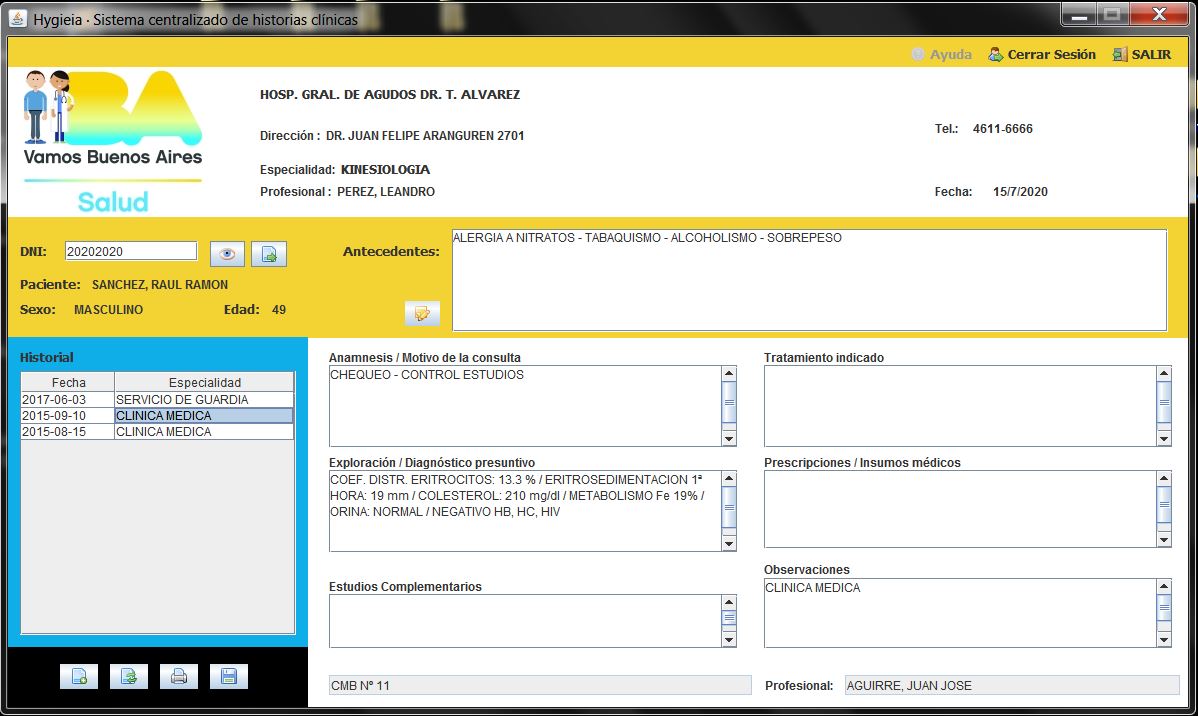 Hygieia · Sistema centralizado de historias clínicas
Ayuda Cerrar Sesión SALIR
BA
Vamos Buenos Aires
Salud
HOSP. GRAL. DE AGUDOS DR. T. ALVAREZ
Dirección : DR. JUAN FELIPE ARANGUREN 2701
Tel.: 4611-6666
Especialidad: KINESIOLOGIA
Profesional : PEREZ, LEANDRO
Fecha: 15/7/2020
DNI: 20202020
Paciente: SANCHEZ, RAUL RAMON
Sexo: MASCULINO Edad: 49
Antecedentes: ALERGIA A NITRATOS - TABAQUISMO - ALCOHOLISMO - SOBREPESO
Historial
Fecha Especialidad
2017-06-03 SERVICIO DE GUARDIA
2015-09-10 CLINICA MEDICA
2015-08-15 CLINICA MEDICA
Anamnesis / Motivo de la consulta
CHEQUEO - CONTROL ESTUDIOS
Exploración / Diagnóstico presuntivo
COEF. DISTR. ERITROCITOS: 13.3 % / ERITROSEDIMENTACION 1ª
HORA: 19 mm / COLESTEROL: 210 mg/dl / METABOLISMO Fe 19% /
ORINA: NORMAL / NEGATIVO HB, HC, HIV
Estudios Complementarios
Tratamiento indicado
Prescripciones / Insumos médicos
Observaciones
CLINICA MEDICA
CMB Nº 11
Profesional: AGUIRRE, JUAN JOSE